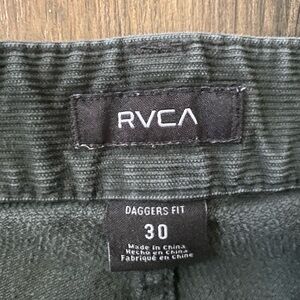 RVCA
DAGGERS FIT
30
Made in China
Hecho en China
Fabriqué en Chine